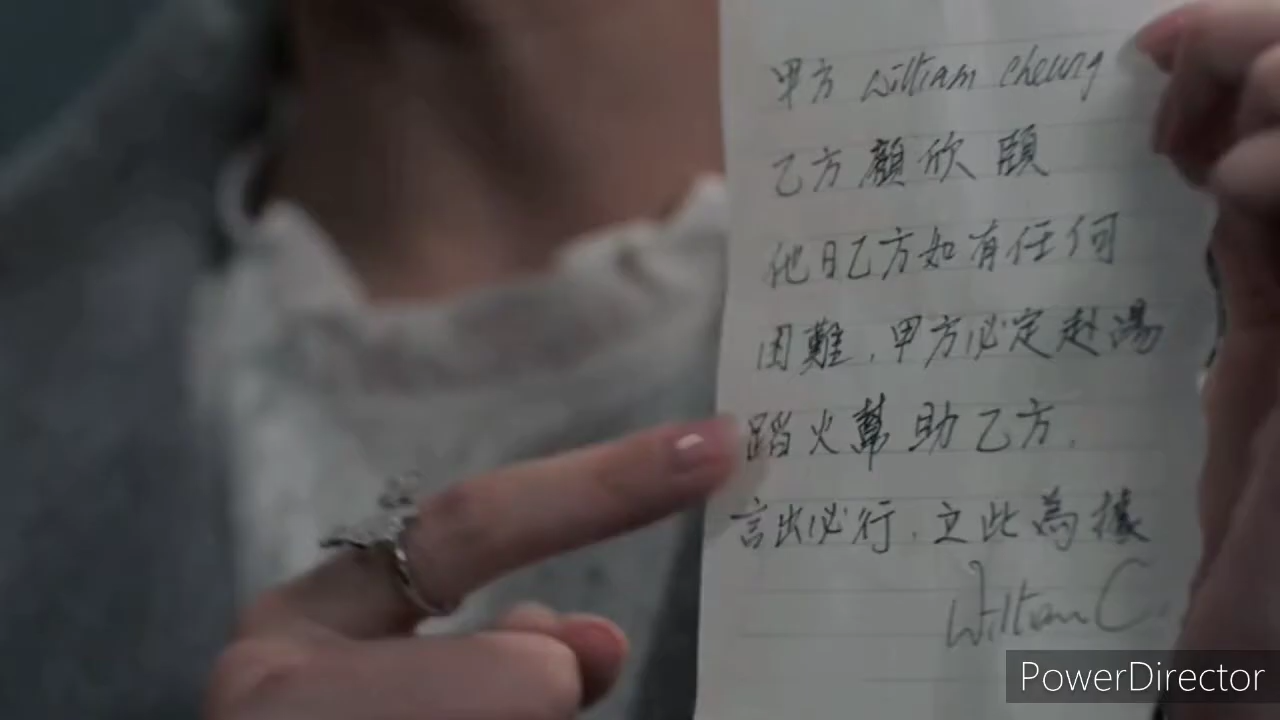 甲方 William Cheung
乙方顏欣頤
他日乙方如有任何
困難，甲方必定赴湯
蹈火幫助乙方．
言出必行．立此為據
William C.
PowerDirector